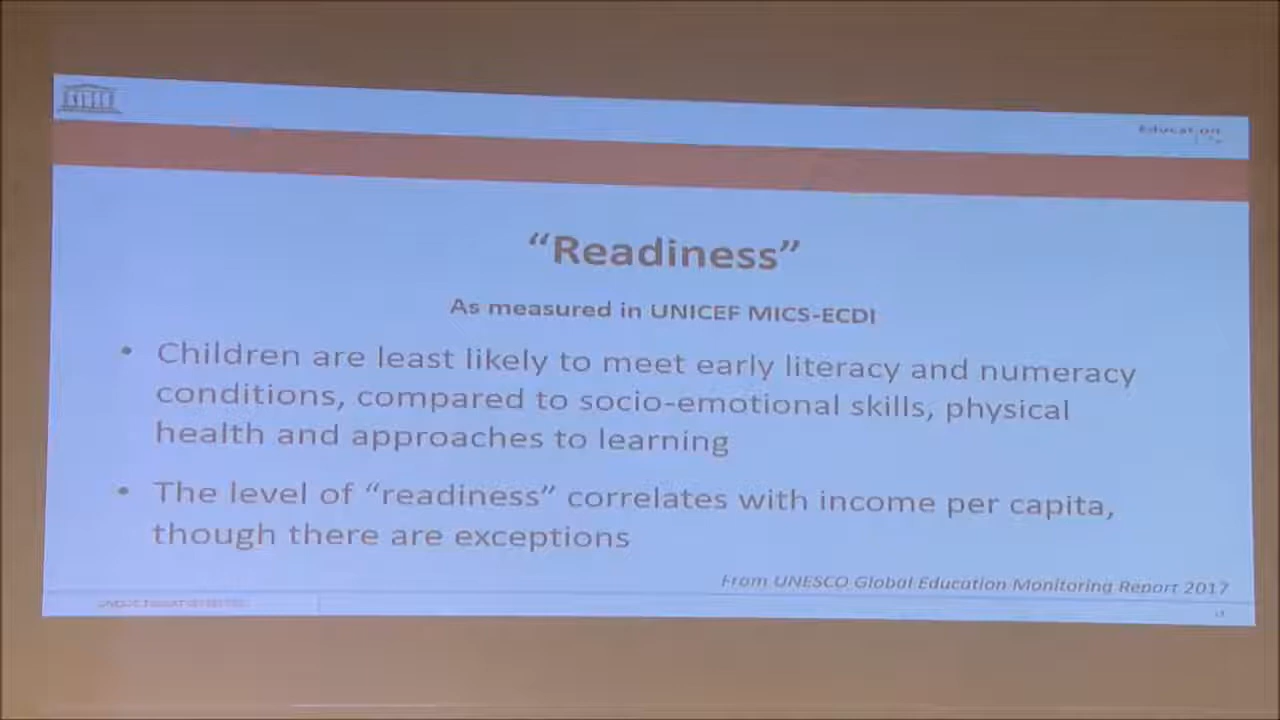 Education
“Readiness”
As measured in UNICEF MICS-ECDI
• Children are least likely to meet early literacy and numeracy
conditions, compared to socio-emotional skills, physical
health and approaches to learning
• The level of “readiness” correlates with income per capita,
though there are exceptions
From UNESCO Global Education Monitoring Report 2017